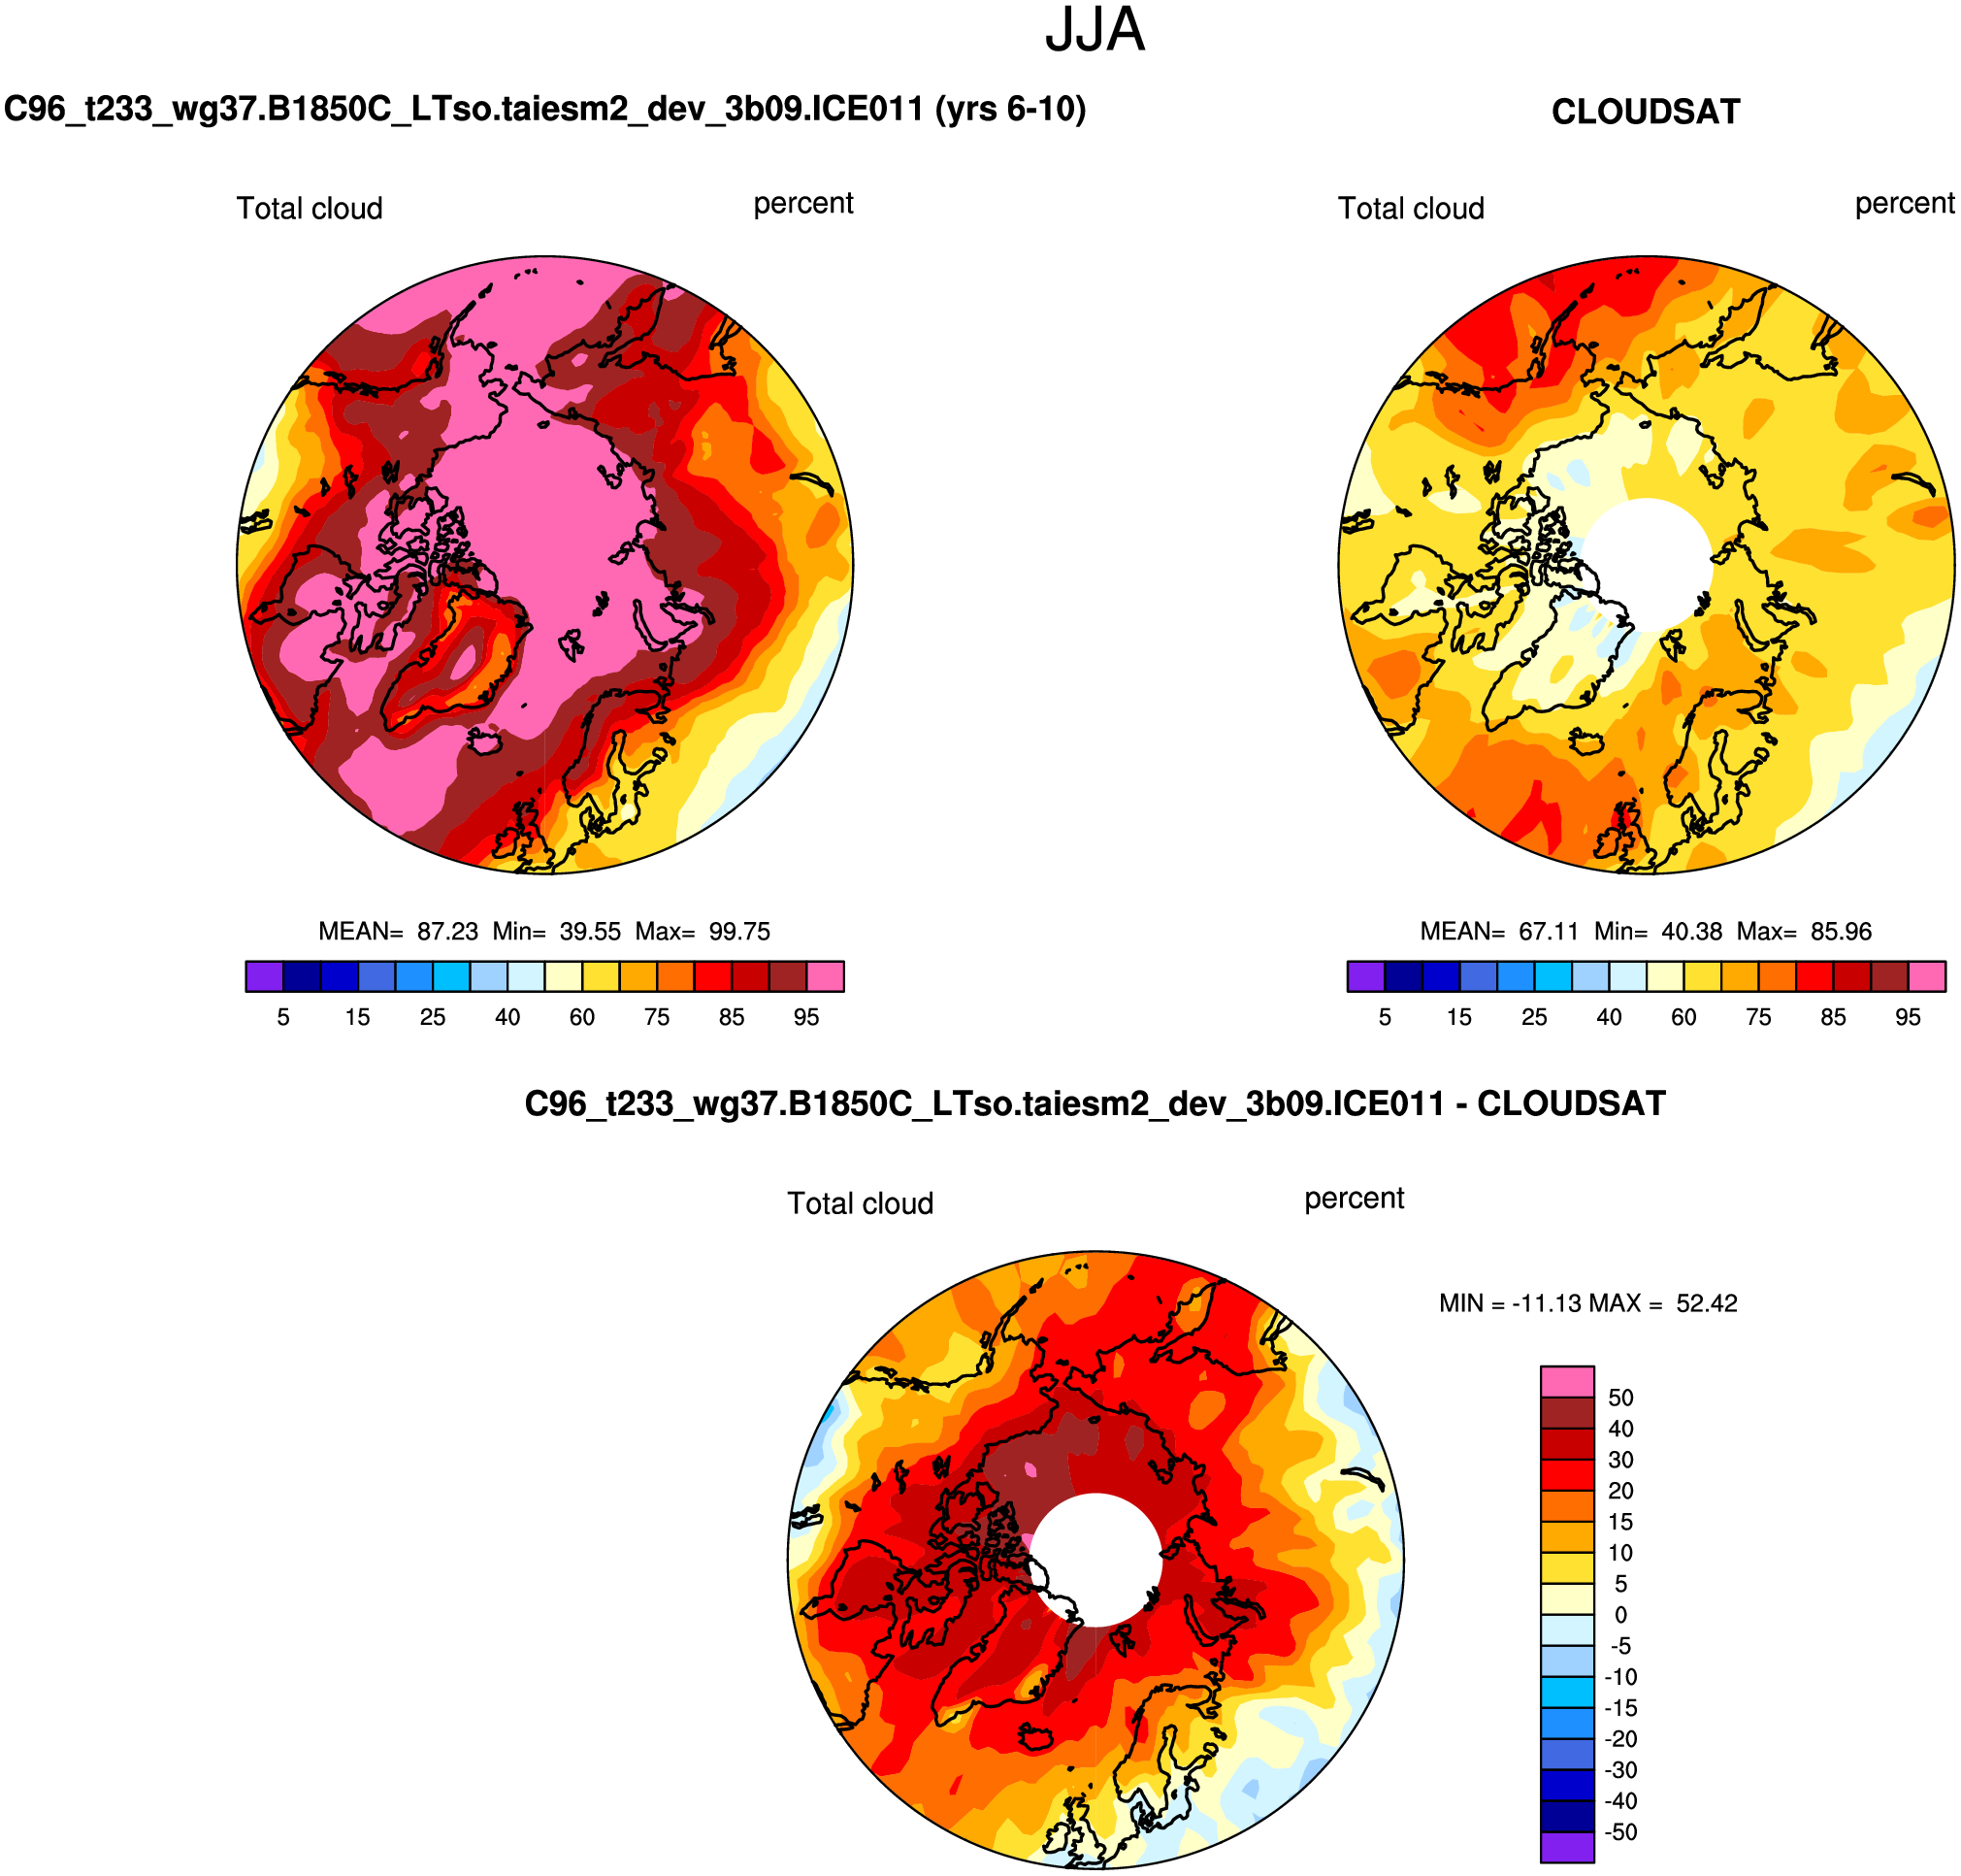 JJA
C96_t233_wg37.B1850C_LTso.taiesm2_dev_3b09.ICE011 (yrs 6-10)
CLOUDSAT
Total cloud percent
Total cloud percent
MEAN= 87.23 Min= 39.55 Max= 99.75
MEAN= 67.11 Min= 40.38 Max= 85.96
5 15 25 40 60 75 85 95
5 15 25 40 60 75 85 95
C96_t233_wg37.B1850C_LTso.taiesm2_dev_3b09.ICE011 - CLOUDSAT
Total cloud percent
MIN = -11.13 MAX = 52.42
50
40
30
20
15
10
5
0
-5
-10
-15
-20
-30
-40
-50